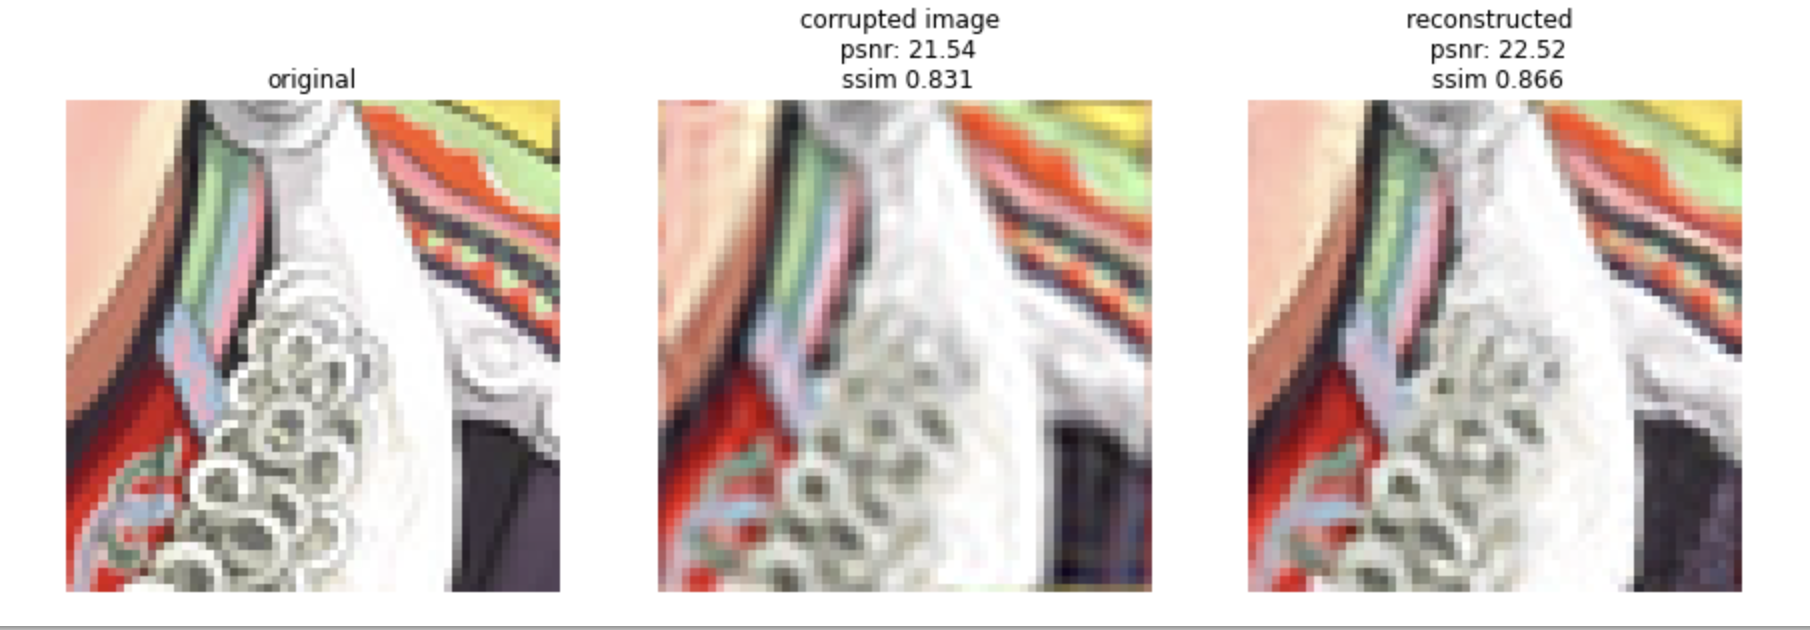 original
corrupted image
psnr: 21.54
ssim 0.831
reconstructed
psnr: 22.52
ssim 0.866